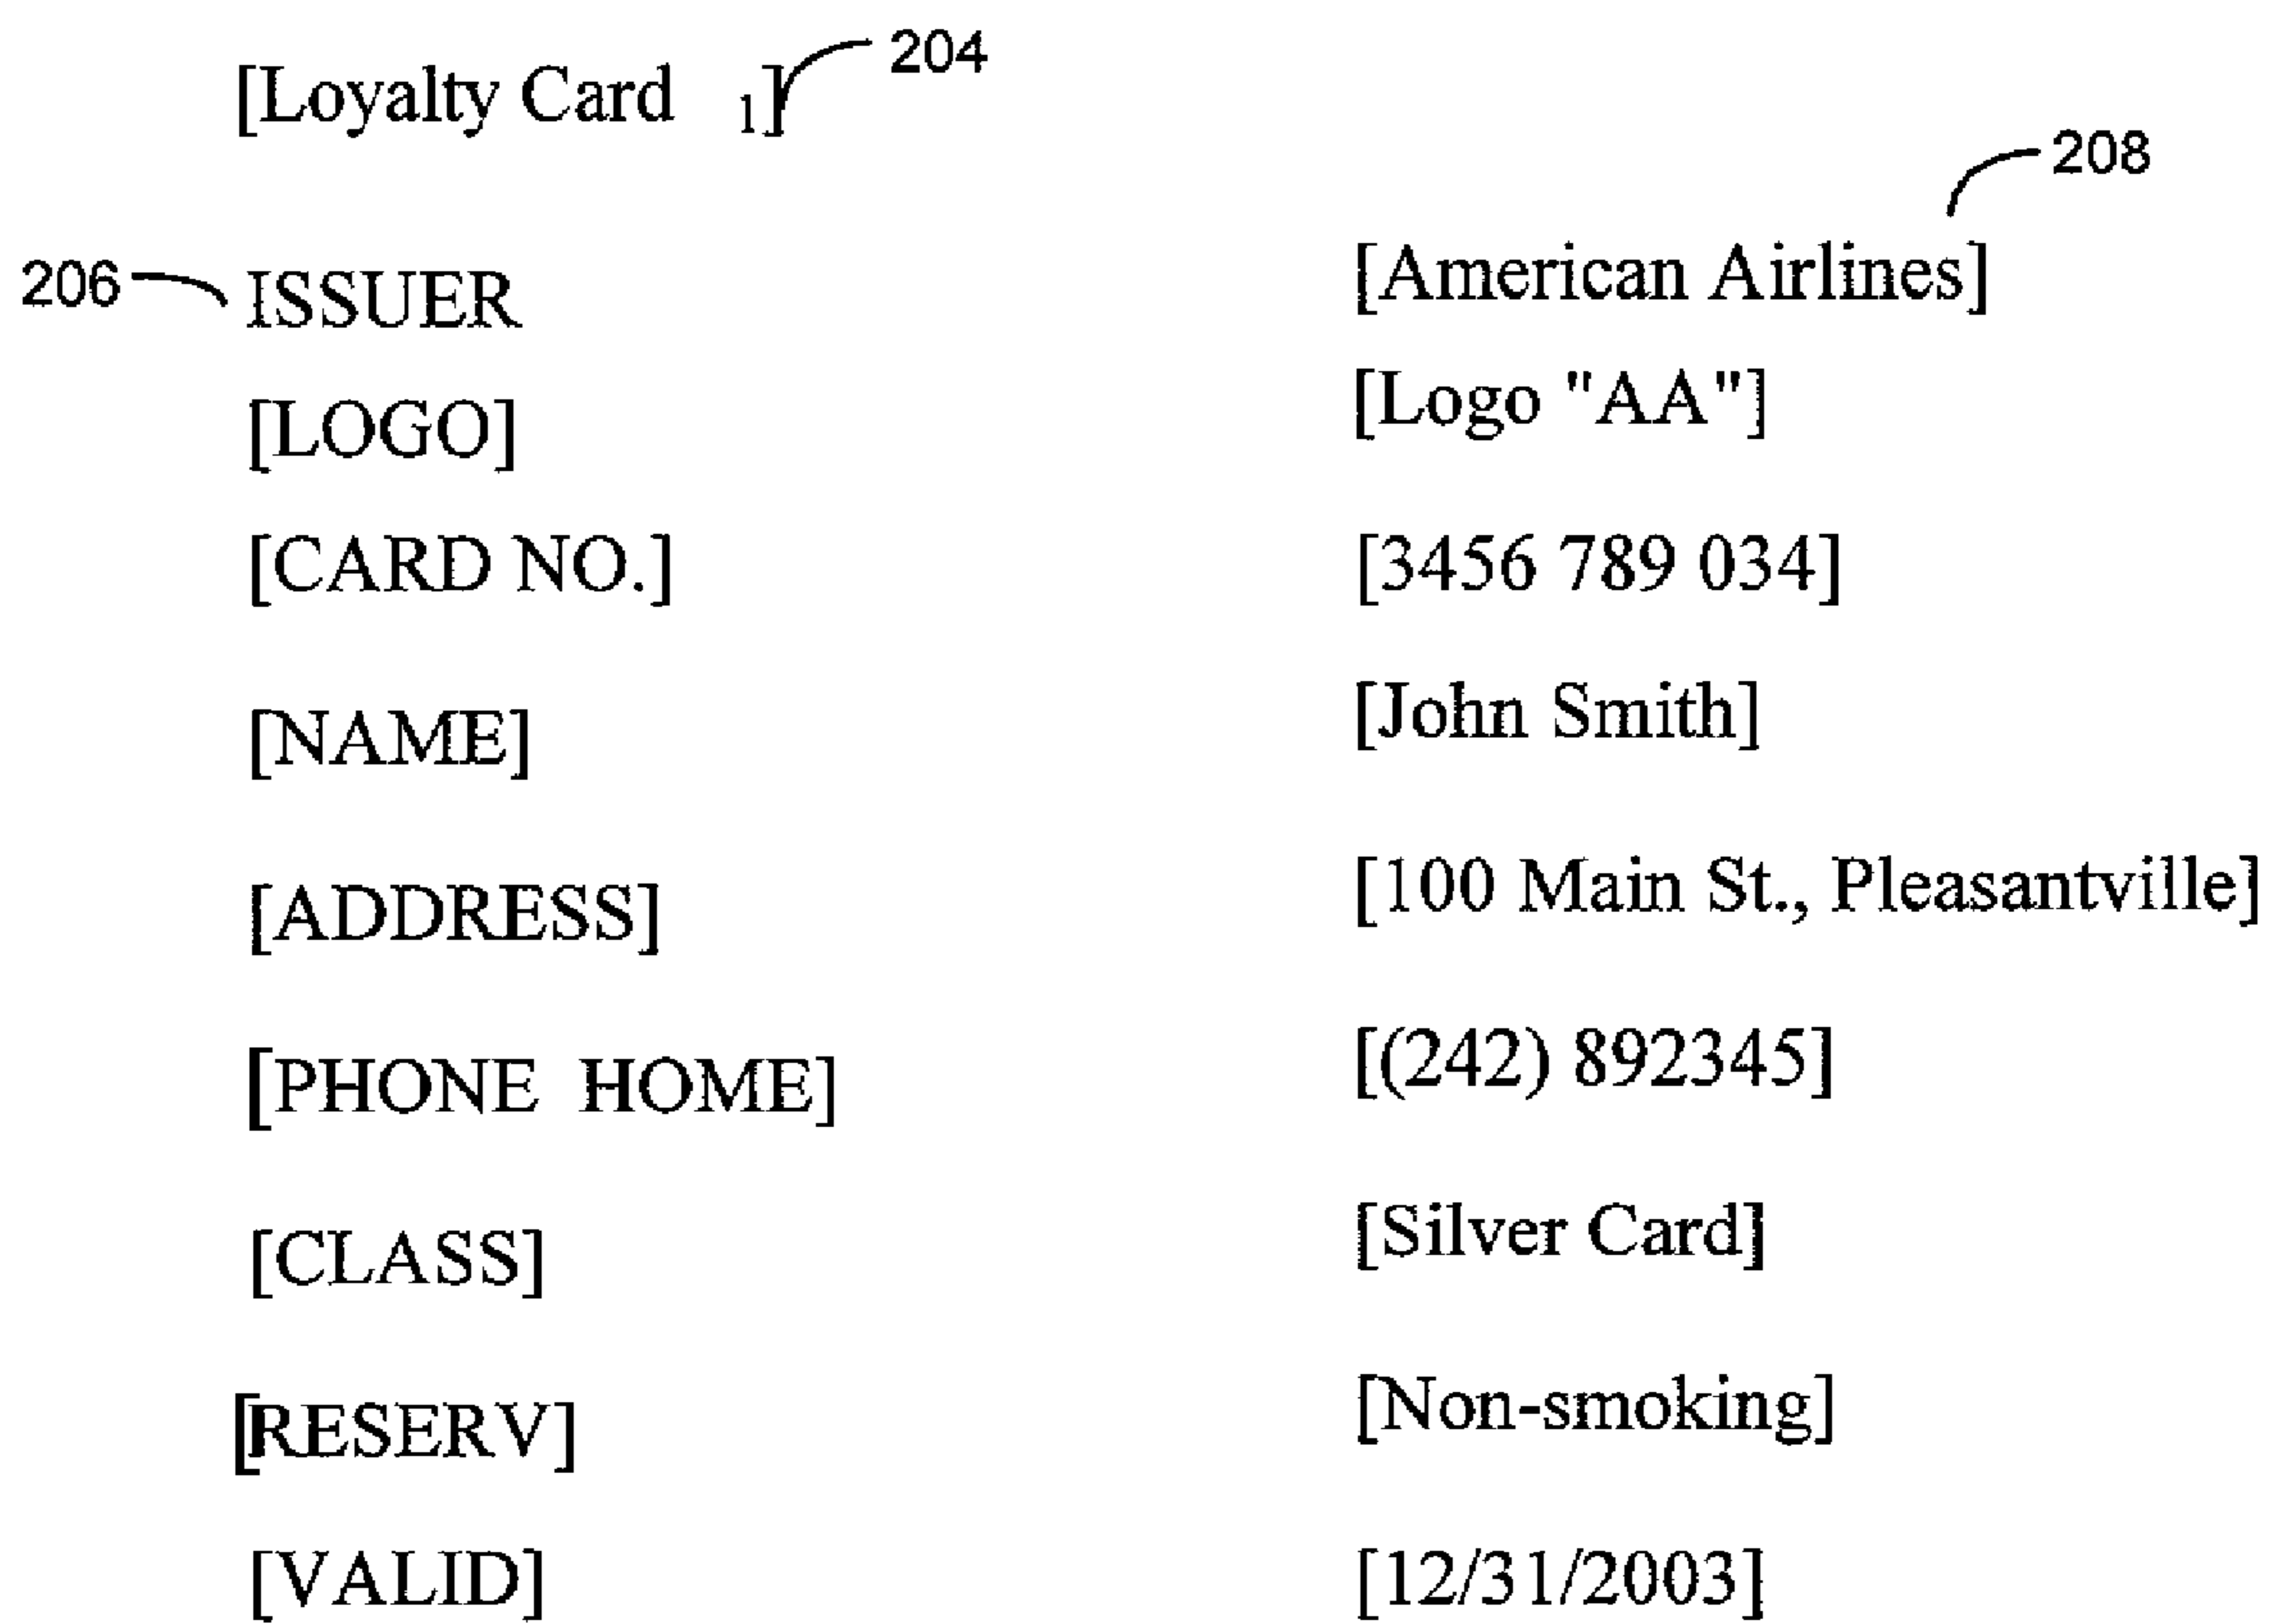 [Loyalty Card 1] 204
208
206 ISSUER [American Airlines]
[LOGO] [Logo "AA"]
[CARD NO.] [3456 789 034]
[NAME] [John Smith]
[ADDRESS] [100 Main St., Pleasantville]
[PHONE HOME] [(242) 892345]
[CLASS] [Silver Card]
[RESERV] [Non-smoking]
[VALID] [12/31/2003]